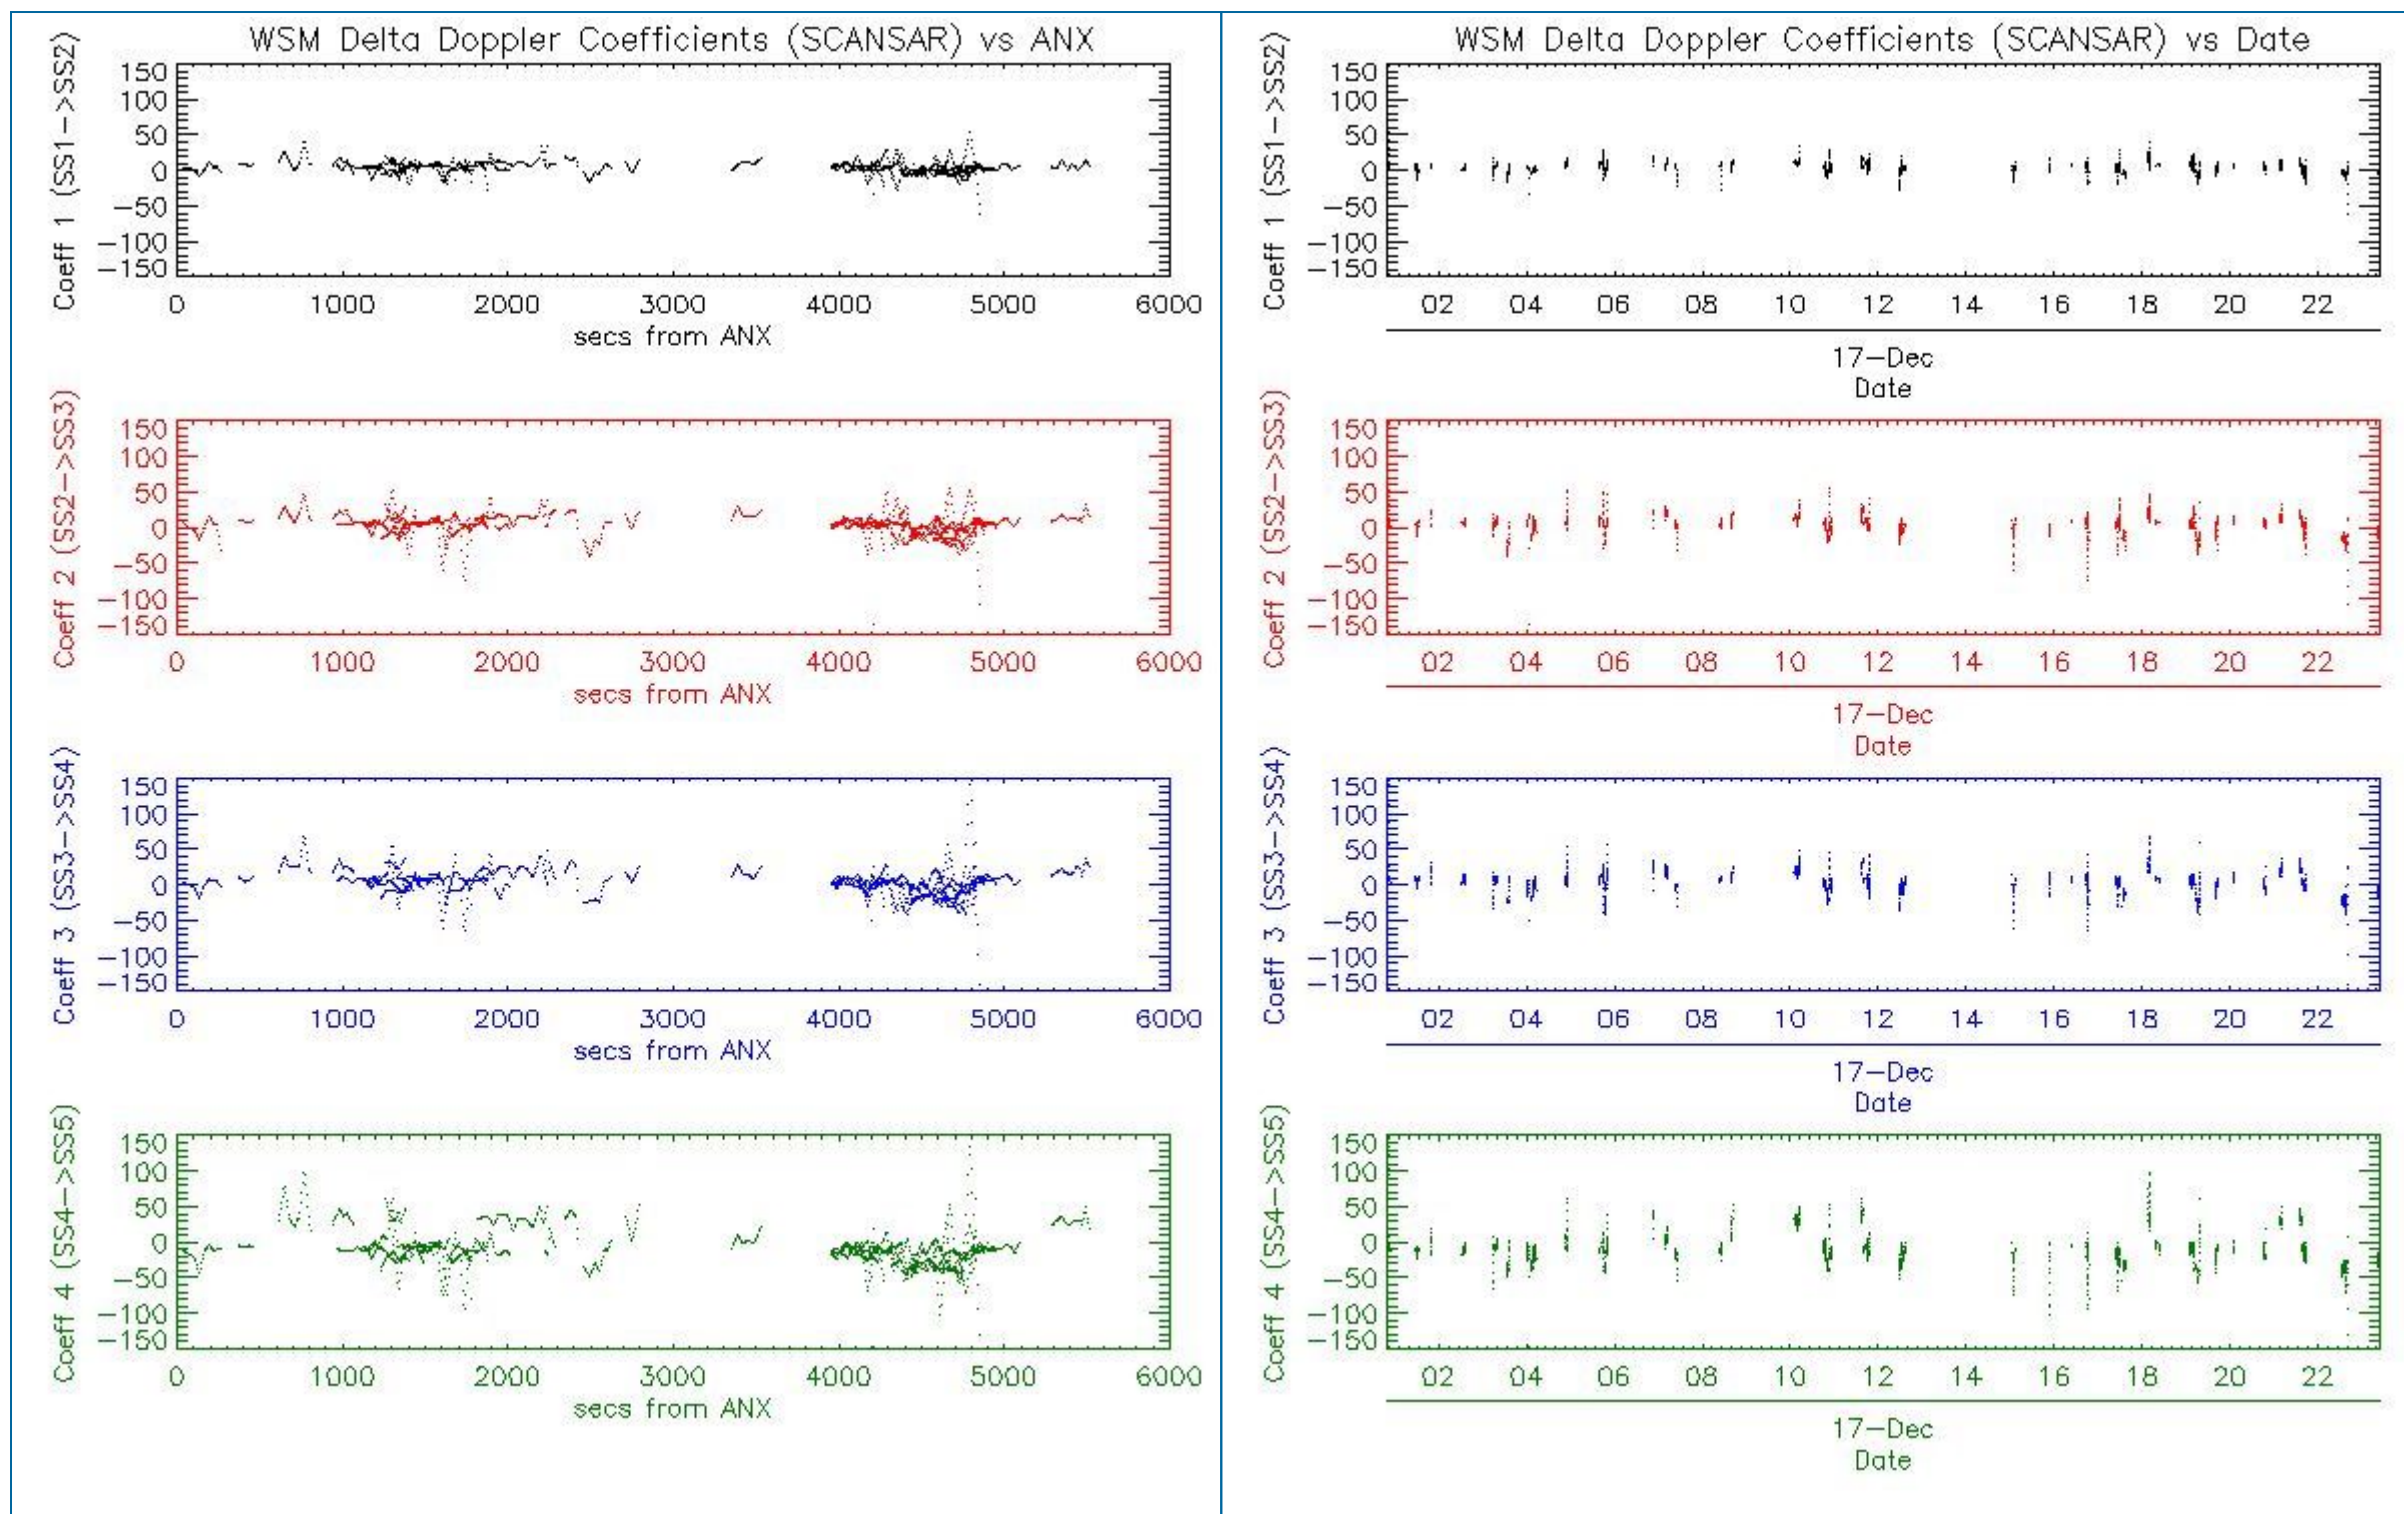 WSM Delta Doppler Coefficients (SCANSAR) vs ANX
Coeff 1 (SS1->SS2)
150
100
50
0
-50
-100
-150
0 1000 2000 3000 4000 5000 6000
secs from ANX
Coeff 2 (SS2->SS3)
150
100
50
0
-50
-100
-150
0 1000 2000 3000 4000 5000 6000
secs from ANX
Coeff 3 (SS3->SS4)
150
100
50
0
-50
-100
-150
0 1000 2000 3000 4000 5000 6000
secs from ANX
Coeff 4 (SS4->SS5)
150
100
50
0
-50
-100
-150
0 1000 2000 3000 4000 5000 6000
secs from ANX
WSM Delta Doppler Coefficients (SCANSAR) vs Date
Coeff 1 (SS1->SS2)
150
100
50
0
-50
-100
-150
02 04 06 08 10 12 14 16 18 20 22
17-Dec
Date
Coeff 2 (SS2->SS3)
150
100
50
0
-50
-100
-150
02 04 06 08 10 12 14 16 18 20 22
17-Dec
Date
Coeff 3 (SS3->SS4)
150
100
50
0
-50
-100
-150
02 04 06 08 10 12 14 16 18 20 22
17-Dec
Date
Coeff 4 (SS4->SS5)
150
100
50
0
-50
-100
-150
02 04 06 08 10 12 14 16 18 20 22
17-Dec
Date